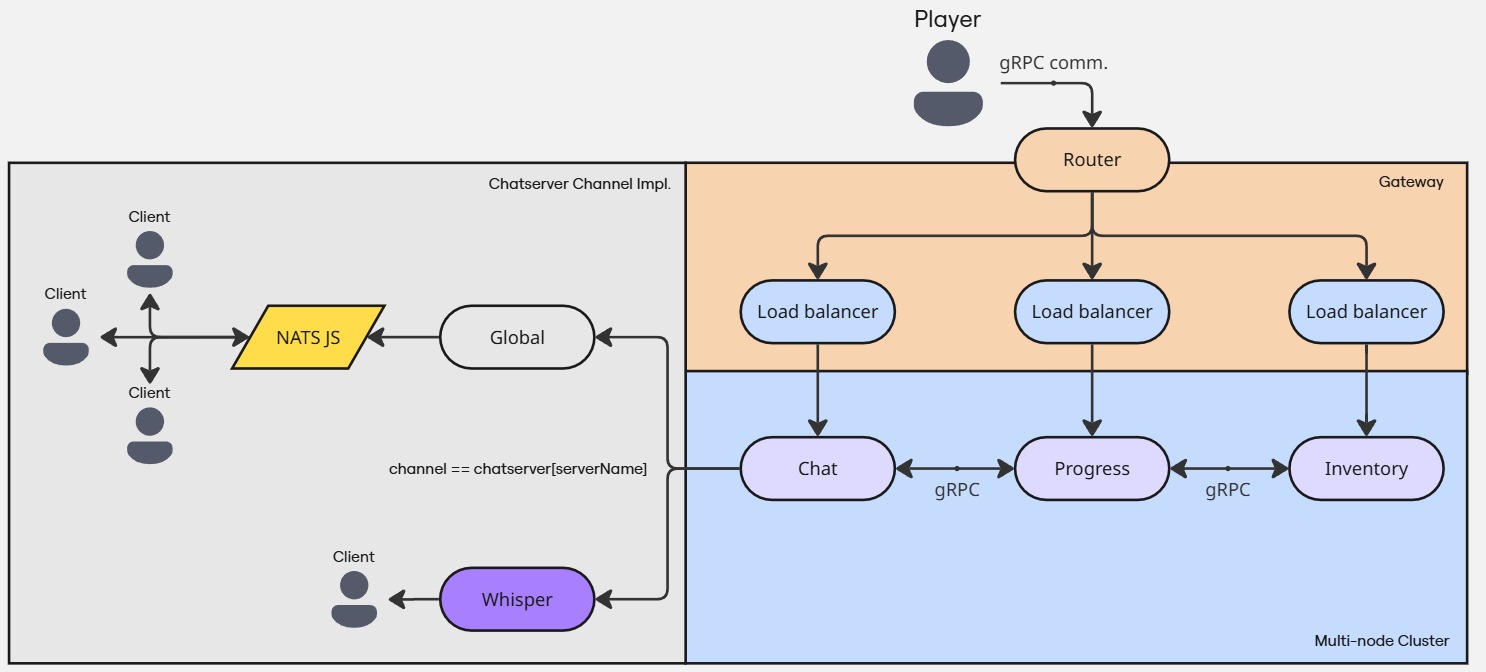 Player
gRPC comm.
Router
Chatserver Channel Impl.
Gateway
Client
Client
Client
NATS JS
Global
Load balancer
Load balancer
Load balancer
channel == chatserver[serverName]
Chat
gRPC
Progress
gRPC
Inventory
Client
Whisper
Multi-node Cluster